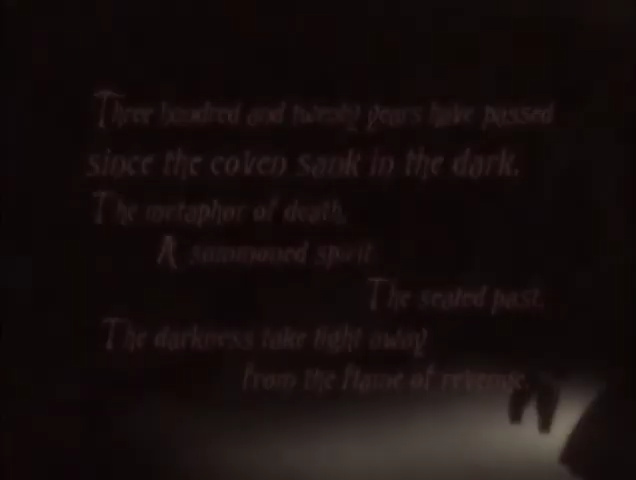 Three hundred and twenty years have passed
since the coven sank in the dark.
The metaphor of death,
A summoned spirit
The sealed past,
The darkness take light away
from the flame of revenge.